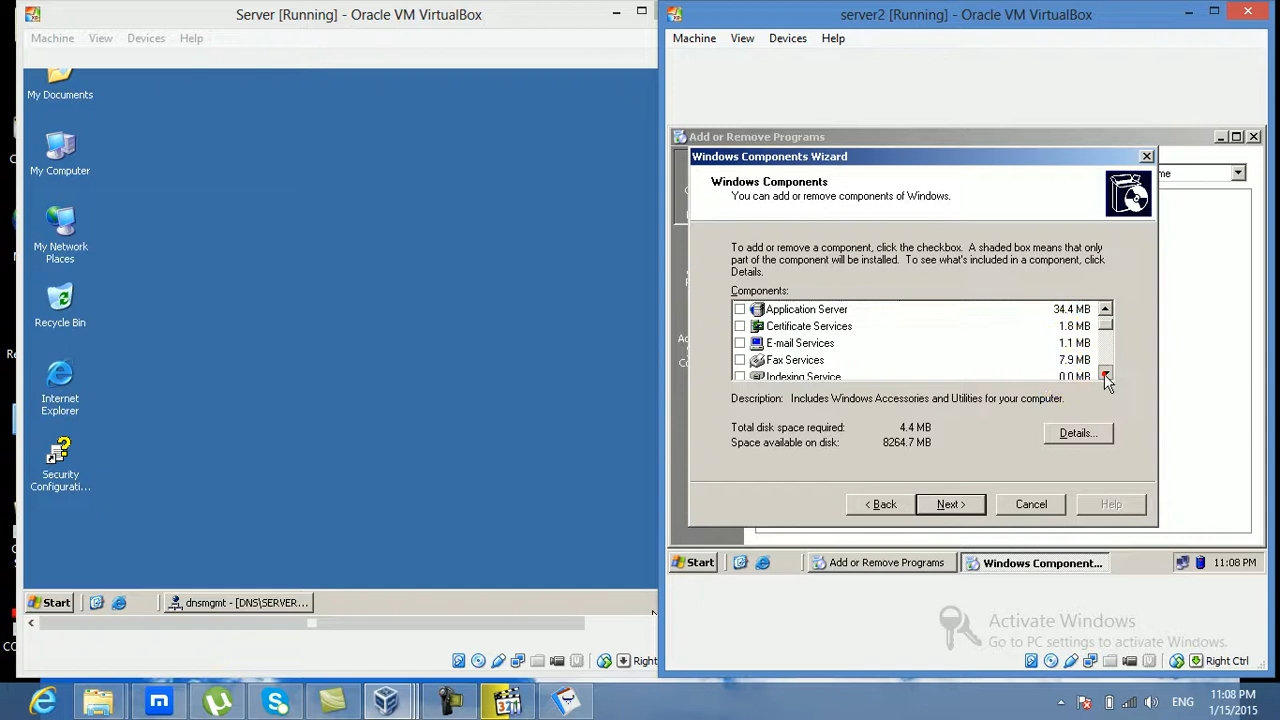 Server [Running] - Oracle VM VirtualBox
Machine View Devices Help
My Documents
My Computer
My Network
Places
Recycle Bin
Internet
Explorer
Security
Configurati...
Start
dnsmgmt - [DNS\SERVER...
Right
server2 [Running] - Oracle VM VirtualBox
Machine View Devices Help
Add or Remove Programs
me
Windows Components Wizard
Windows Components
You can add or remove components of Windows.
To add or remove a component, click the checkbox. A shaded box means that only
part of the component will be installed. To see what's included in a component, click
Details.
Components:
Application Server 34.4 MB
Certificate Services 1.8 MB
E-mail Services 1.1 MB
Fax Services 7.9 MB
Indexing Service 0.0 MB
Description: Includes Windows Accessories and Utilities for your computer.
Total disk space required: 4.4 MB
Space available on disk: 8264.7 MB
Details...
< Back Next > Cancel Help
Start Add or Remove Programs Windows Component... 11:08 PM
Activate Windows
Go to PC settings to activate Windows.
Right Ctrl
ENG
11:08 PM
1/15/2015